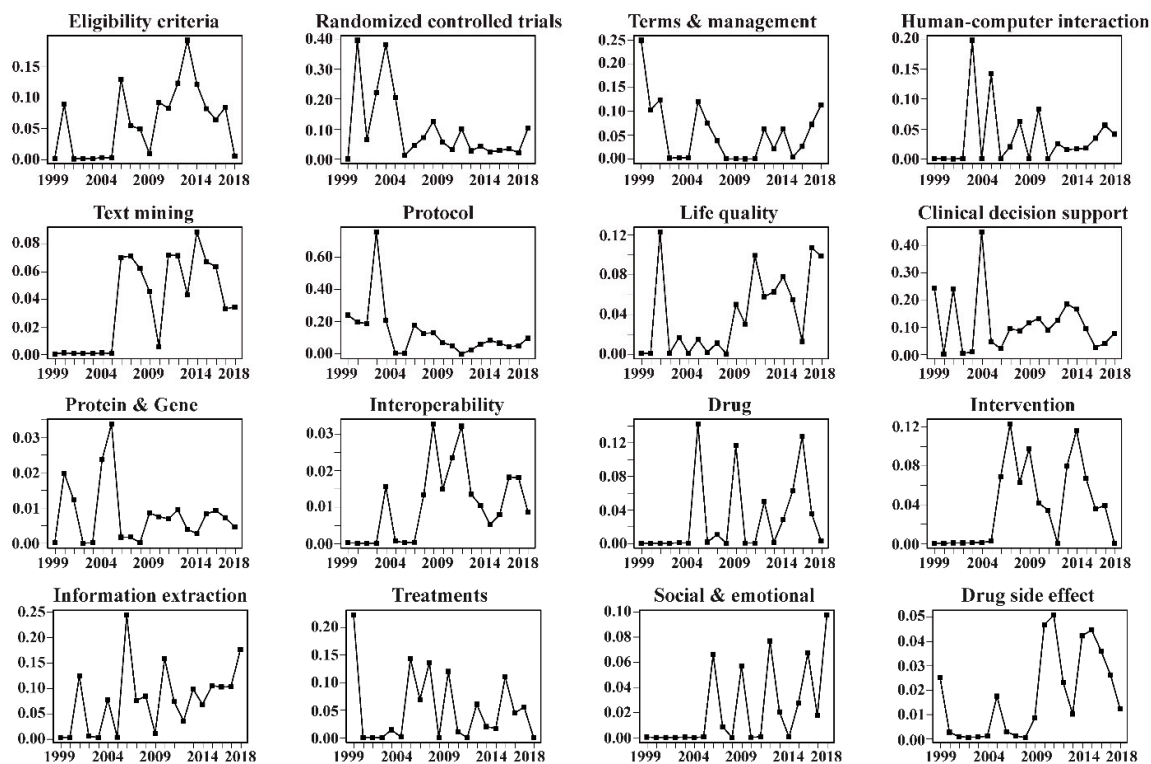 Eligibility criteria
0.15
0.10
0.05
0.00
1999 2004 2009 2014 2018
Randomized controlled trials
0.40
0.30
0.20
0.10
0.00
1999 2004 2009 2014 2018
Terms & management
0.25
0.20
0.15
0.10
0.05
0.00
1999 2004 2009 2014 2018
Human-computer interaction
0.20
0.15
0.10
0.05
0.00
1999 2004 2009 2014 2018
Text mining
0.08
0.06
0.04
0.02
0.00
1999 2004 2009 2014 2018
Protocol
0.60
0.40
0.20
0.00
1999 2004 2009 2014 2018
Life quality
0.12
0.08
0.04
0.00
1999 2004 2009 2014 2018
Clinical decision support
0.40
0.30
0.20
0.10
0.00
1999 2004 2009 2014 2018
Protein & Gene
0.03
0.02
0.01
0.00
1999 2004 2009 2014 2018
Interoperability
0.03
0.02
0.01
0.00
1999 2004 2009 2014 2018
Drug
0.12
0.08
0.04
0.00
1999 2004 2009 2014 2018
Intervention
0.12
0.08
0.04
0.00
1999 2004 2009 2014 2018
Information extraction
0.25
0.20
0.15
0.10
0.05
0.00
1999 2004 2009 2014 2018
Treatments
0.20
0.15
0.10
0.05
0.00
1999 2004 2009 2014 2018
Social & emotional
0.10
0.08
0.06
0.04
0.02
0.00
1999 2004 2009 2014 2018
Drug side effect
0.05
0.04
0.03
0.02
0.01
0.00
1999 2004 2009 2014 2018